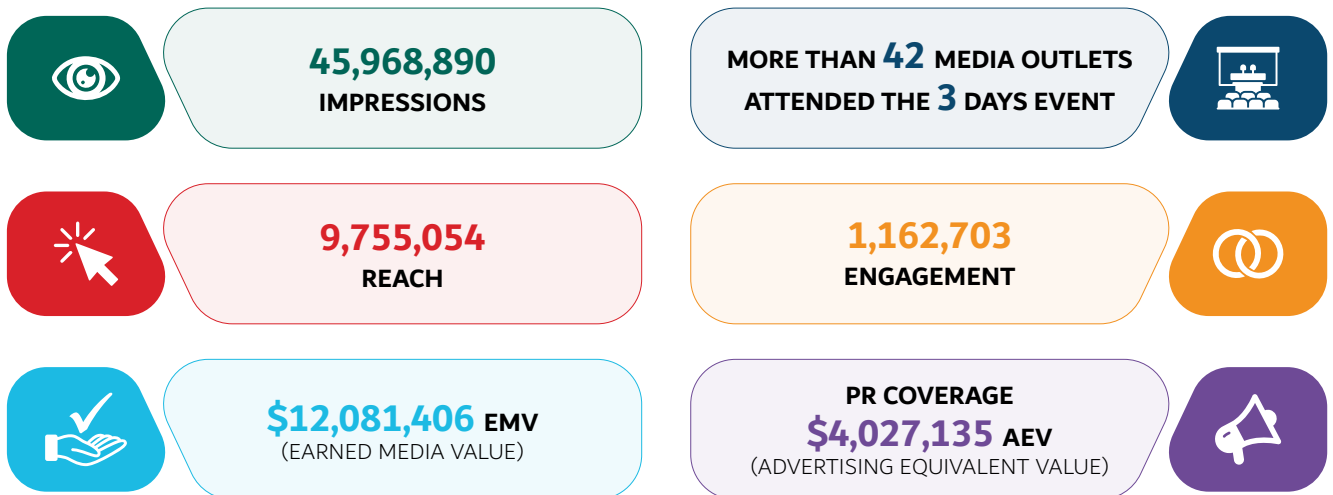 45,968,890
IMPRESSIONS
MORE THAN 42 MEDIA OUTLETS
ATTENDED THE 3 DAYS EVENT
9,755,054
REACH
1,162,703
ENGAGEMENT
$12,081,406 EMV
(EARNED MEDIA VALUE)
PR COVERAGE
$4,027,135 AEV
(ADVERTISING EQUIVALENT VALUE)